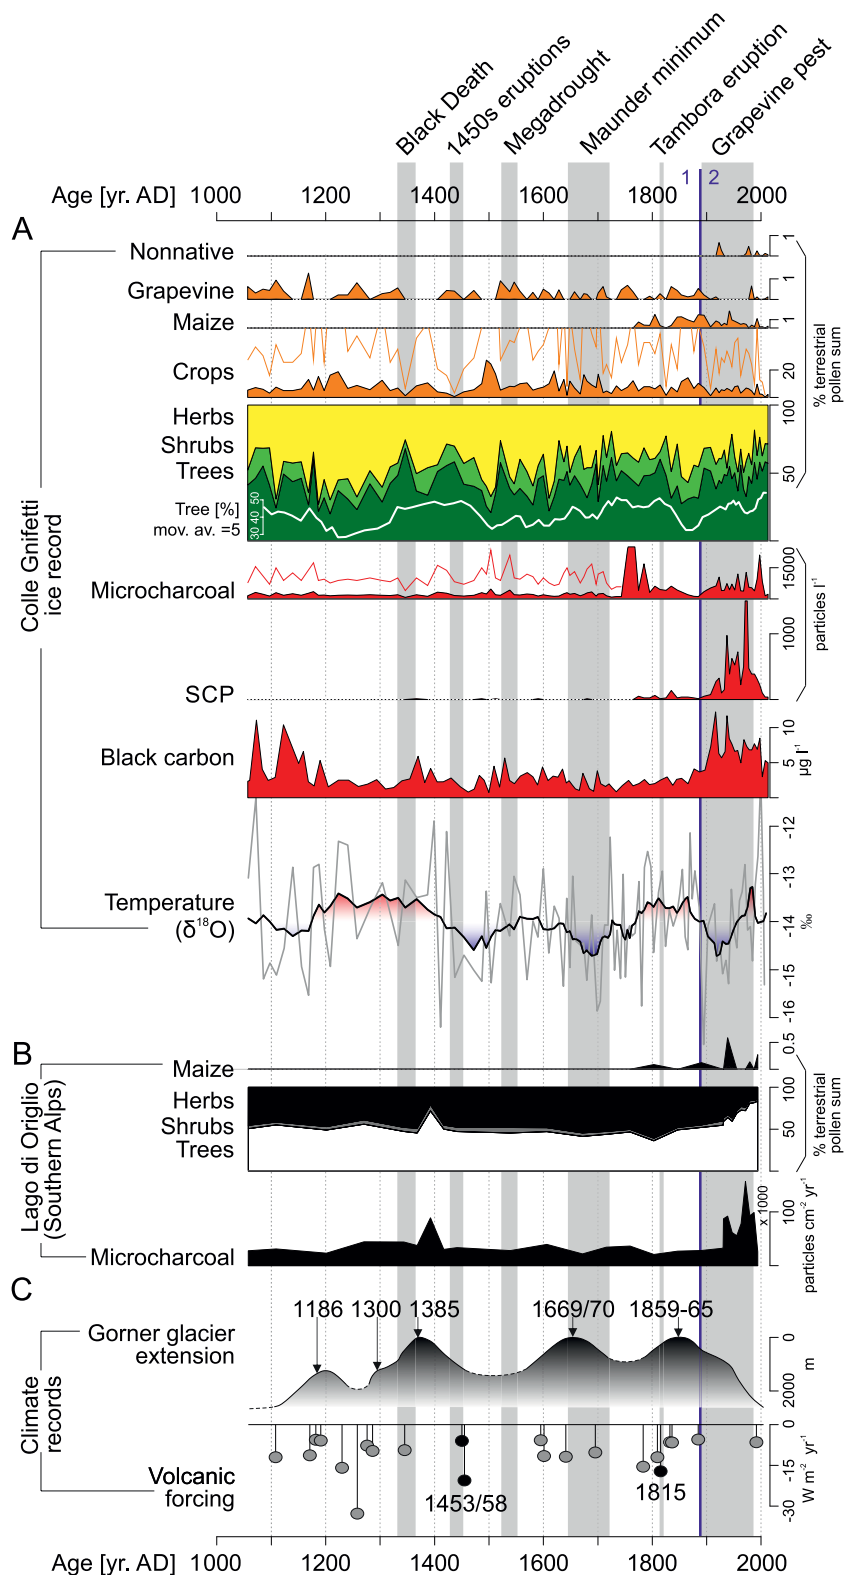 Black Death
1450s eruptions
Megadrought
Maunder minimum
Tambora eruption
Grapevine pest
Age [yr. AD]
1000
1200
1400
1600
1800
2000
1
2
A
Colle Gnifetti
ice record
Nonnative
1
Grapevine
1
Maize
1
Crops
20
% terrestrial
pollen sum
Herbs
Shrubs
Trees
100
50
Tree [%]
mov. av. =5
30 40 50
Microcharcoal
15000
particles l-1
SCP
1000
Black carbon
10
5
µg l-1
Temperature
(δ18O)
-12
-13
-14
-15
-16
‰
B
Lago di Origlio
(Southern Alps)
Maize
0.5
Herbs
Shrubs
Trees
100
50
% terrestrial
pollen sum
Microcharcoal
100
x 1000
particles cm-2 yr-1
C
Climate
records
1186
1300
1385
1669/70
1859-65
Gorner glacier
extension
0
2000
m
Volcanic
forcing
1453/58
1815
0
-15
-30
W m-2 yr-1
Age [yr. AD]
1000
1200
1400
1600
1800
2000